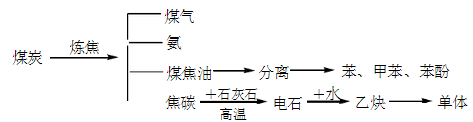 煤气
氨
煤炭 炼焦
煤焦油 分离 苯、甲苯、苯酚
焦碳 +石灰石 高温 电石 +水 乙炔 单体